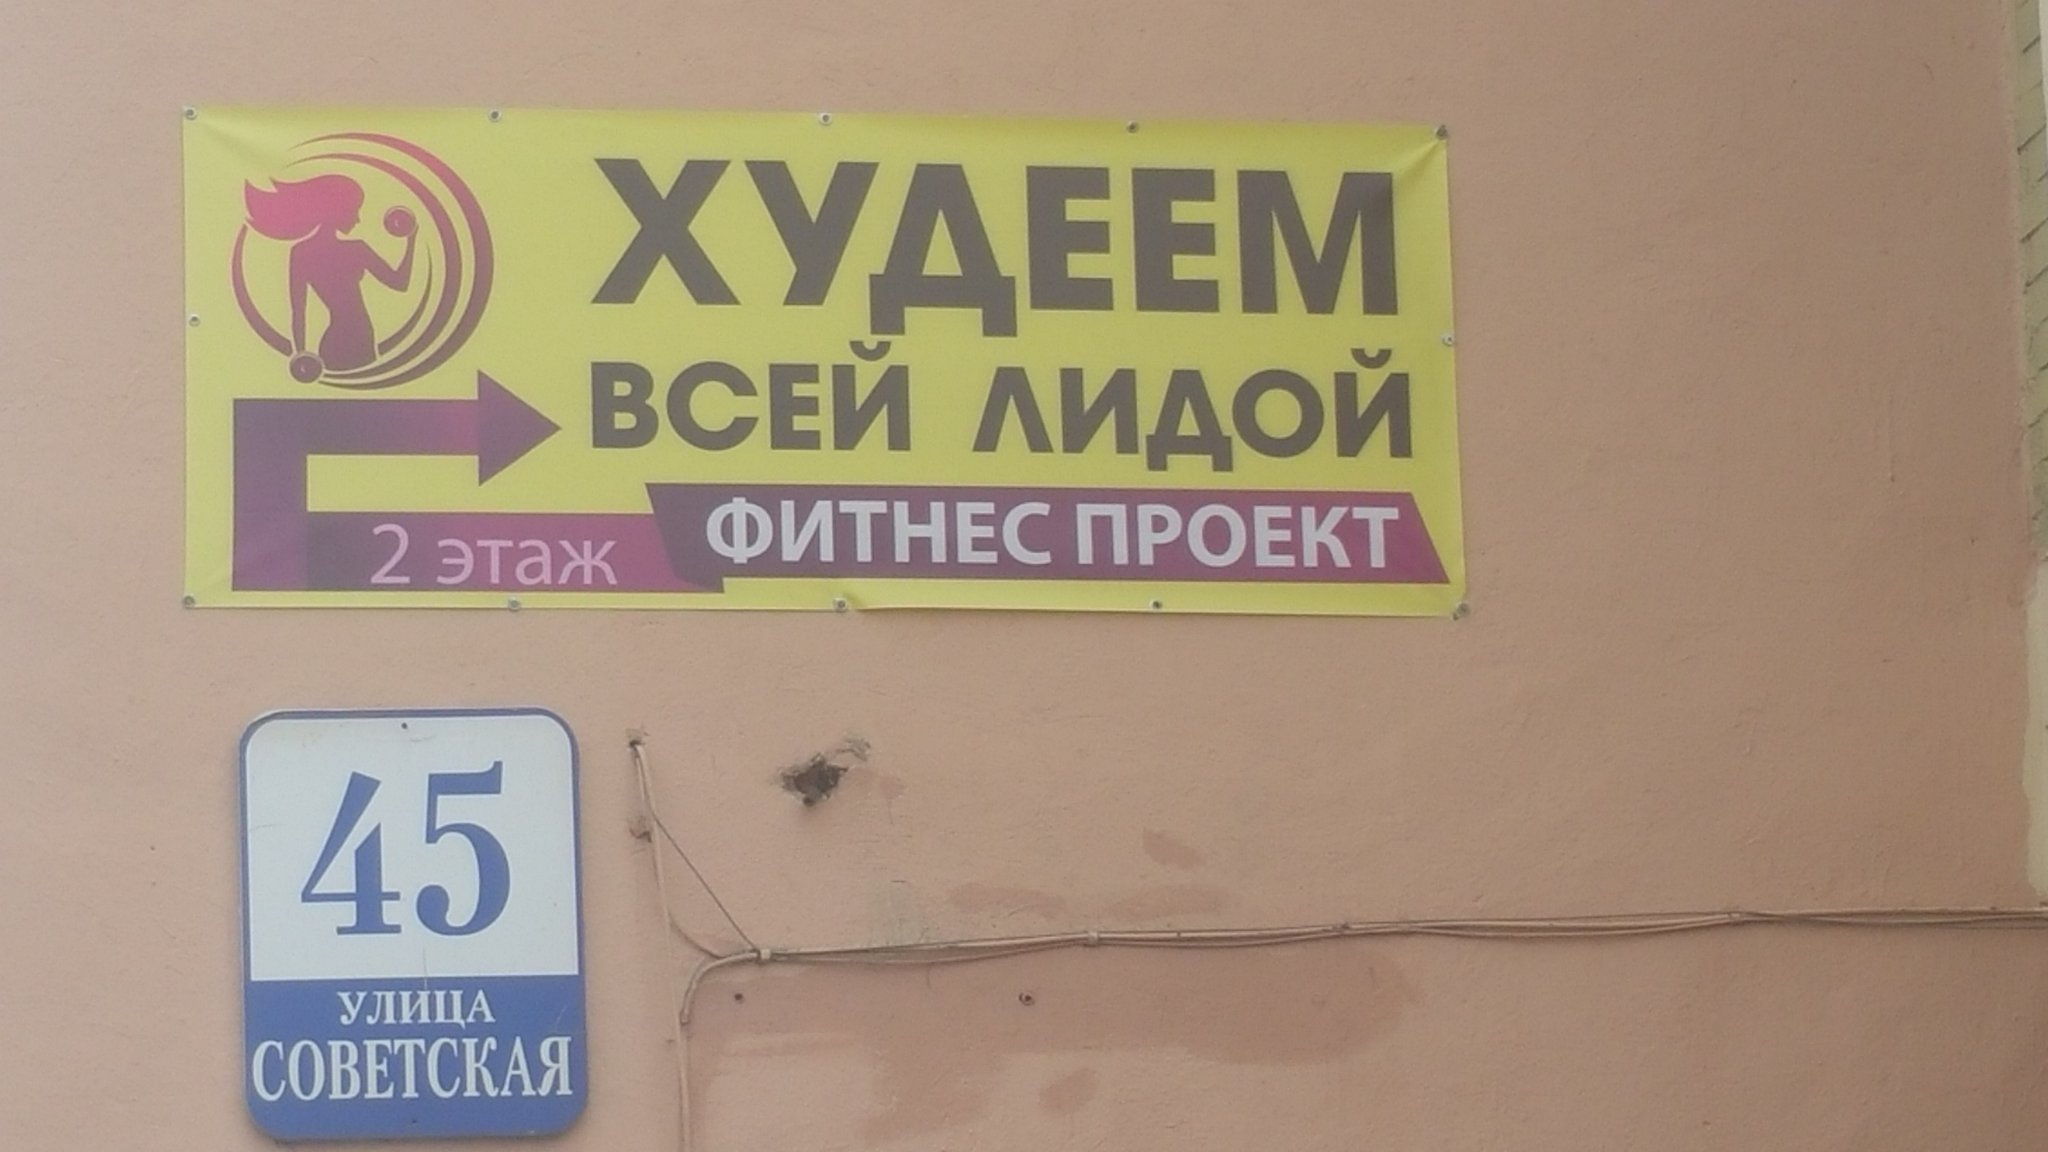 ХУДЕЕМ
ВСЕЙ ЛИДОЙ
2 этаж ФИТНЕС ПРОЕКТ
45
УЛИЦА
СОВЕТСКАЯ